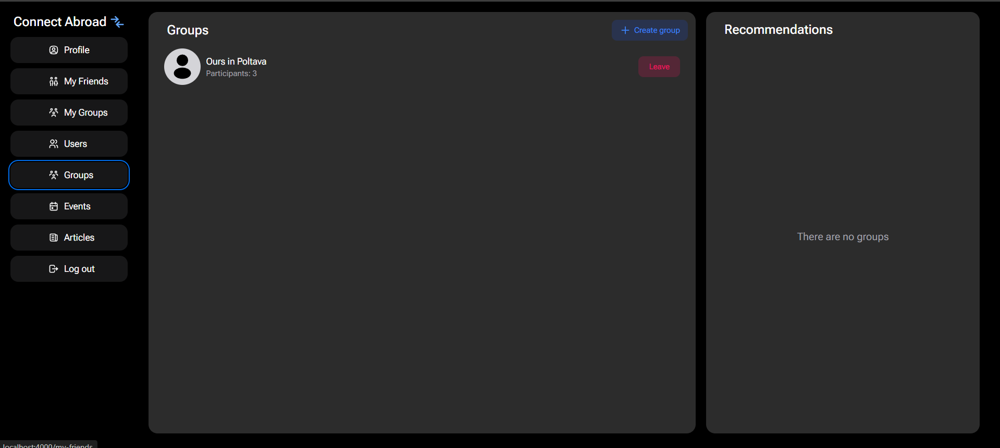 Connect Abroad
Profile
My Friends
My Groups
Users
Groups
Events
Articles
Log out
Groups
Create group
Ours in Poltava
Participants: 3
Leave
Recommendations
There are no groups
localhost:4000/my-friends